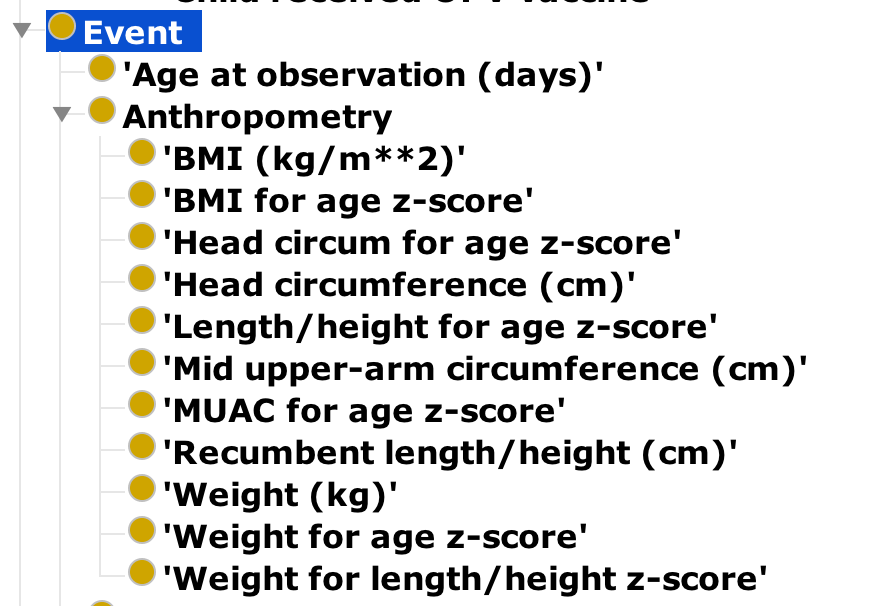 Event
'Age at observation (days)'
Anthropometry
'BMI (kg/m**2)'
'BMI for age z-score'
'Head circum for age z-score'
'Head circumference (cm)'
'Length/height for age z-score'
'Mid upper-arm circumference (cm)'
'MUAC for age z-score'
'Recumbent length/height (cm)'
'Weight (kg)'
'Weight for age z-score'
'Weight for length/height z-score'